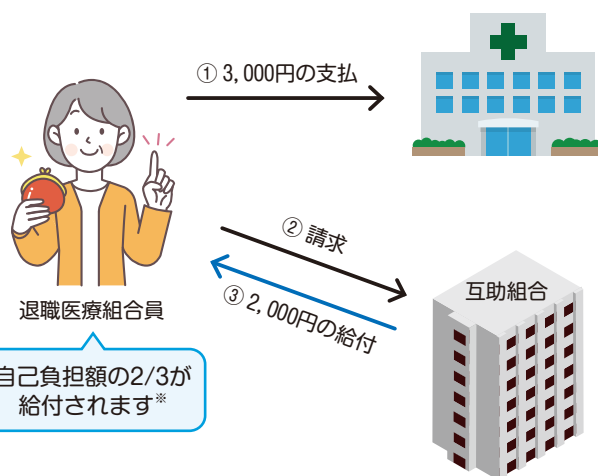 ① 3,000円の支払
② 請求
③ 2,000円の給付
互助組合
退職医療組合員
自己負担額の2/3が
給付されます※